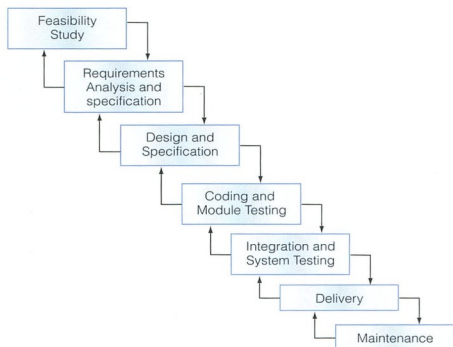 Feasibility
Study
Requirements
Analysis and
specification
Design and
Specification
Coding and
Module Testing
Integration and
System Testing
Delivery
Maintenance